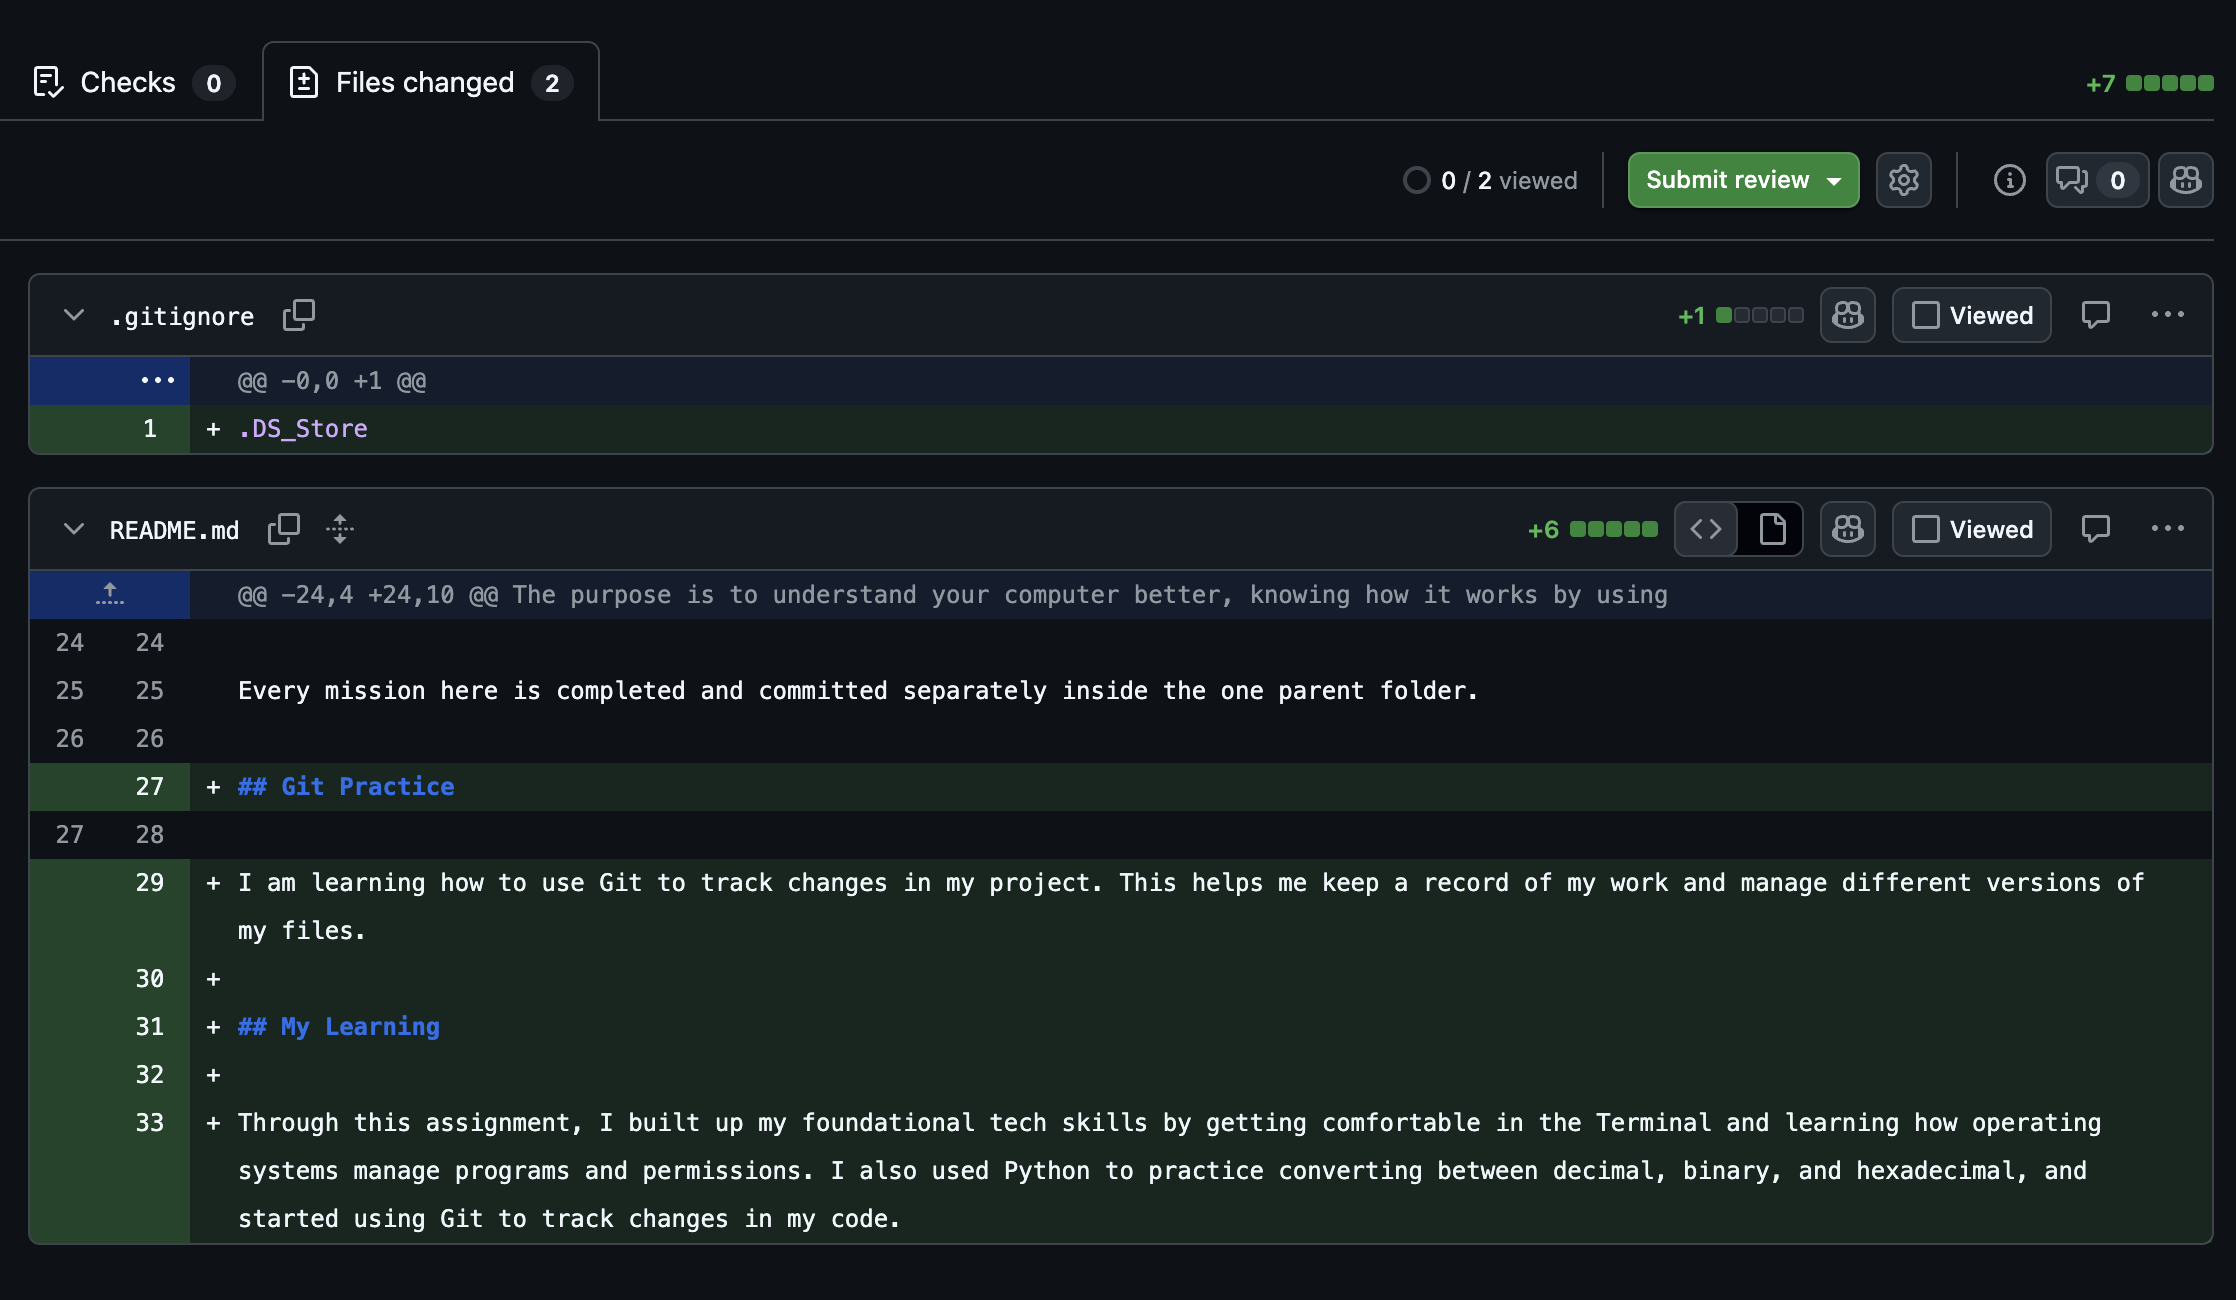 Checks 0
Files changed 2
+7
0 / 2 viewed
Submit review
0
.gitignore
+1
Viewed
@@ -0,0 +1 @@
1 + .DS_Store
README.md
+6
Viewed
@@ -24,4 +24,10 @@ The purpose is to understand your computer better, knowing how it works by using
24 24
25 25 Every mission here is completed and committed separately inside the one parent folder.
26 26
27 + ## Git Practice
27 28
29 + I am learning how to use Git to track changes in my project. This helps me keep a record of my work and manage different versions of
my files.
30 +
31 + ## My Learning
32 +
33 + Through this assignment, I built up my foundational tech skills by getting comfortable in the Terminal and learning how operating
systems manage programs and permissions. I also used Python to practice converting between decimal, binary, and hexadecimal, and
started using Git to track changes in my code.